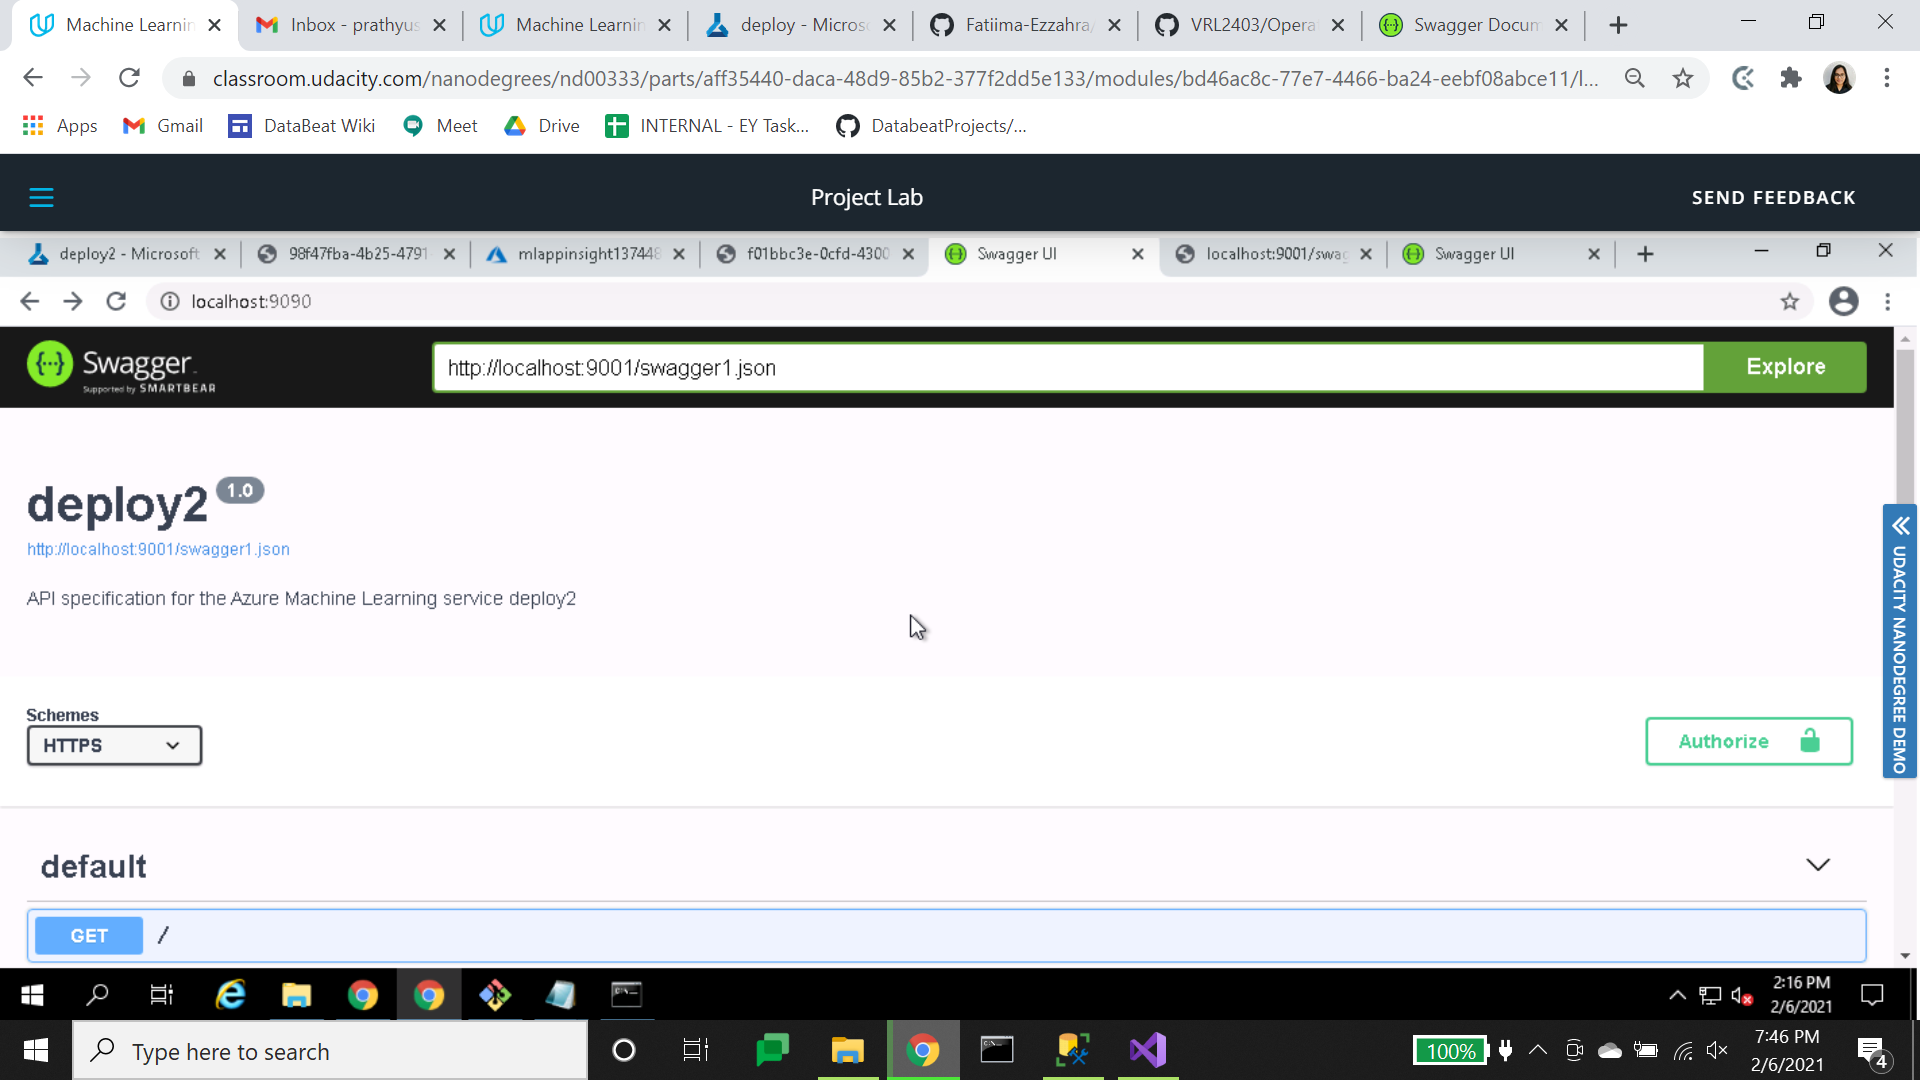 Machine Learnin
Inbox - prathyus
Machine Learnin
deploy - Microso
Fatiima-Ezzahra/
VRL2403/Opera
Swagger Docum
classroom.udacity.com/nanodegrees/nd00333/parts/aff35440-daca-48d9-85b2-377f2dd5e133/modules/bd46ac8c-77e7-4466-ba24-eebf08abce11/l...
Apps
Gmail
DataBeat Wiki
Meet
Drive
INTERNAL - EY Task...
DatabeatProjects/...
Project Lab
SEND FEEDBACK
deploy2 - Microsoft
98f47fba-4b25-4791
mlappinsight137448
f01bbc3e-0cfd-4300
Swagger UI
localhost:9001/swag
Swagger UI
localhost:9090
Swagger
Supported by SMARTBEAR
http://localhost:9001/swagger1.json
Explore
deploy2 1.0
http://localhost:9001/swagger1.json
API specification for the Azure Machine Learning service deploy2
UDACITY NANODEGREE DEMO
Schemes
HTTPS
Authorize
default
GET /
2:16 PM
2/6/2021
Type here to search
100%
7:46 PM
2/6/2021
4